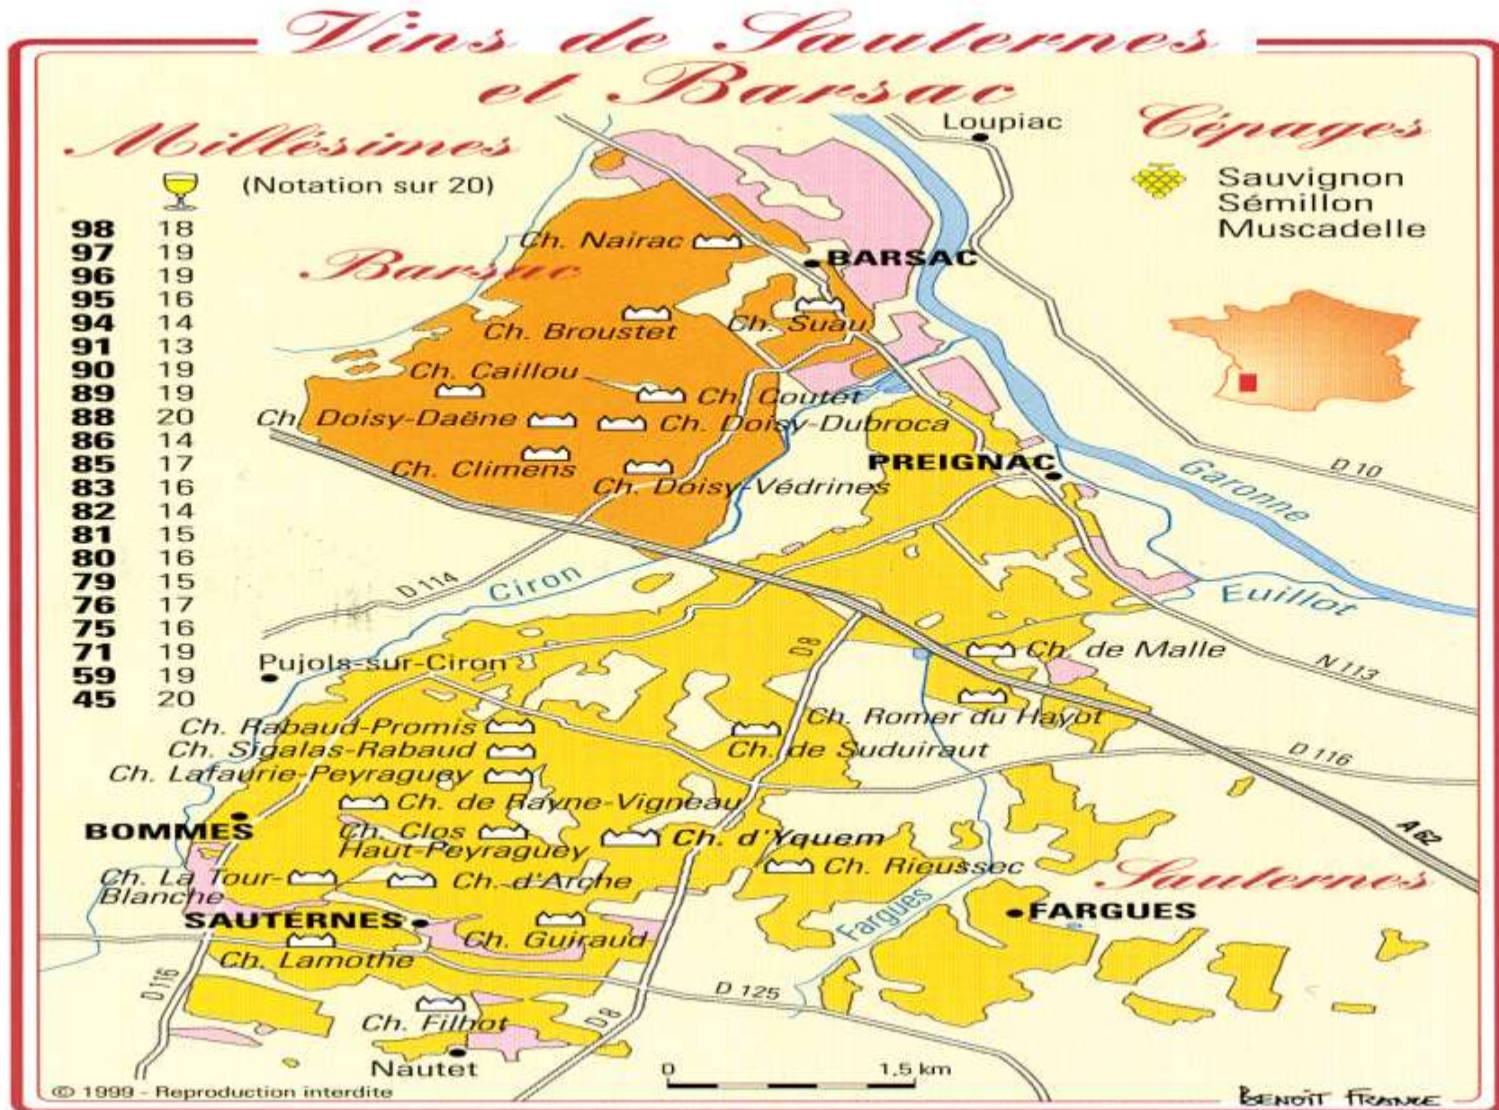 Vins de Sauternes
et Barsac
Millésimes
(Notation sur 20)
98 18
97 19
96 19
95 16
94 14
91 13
90 19
89 19
88 20
86 14
85 17
83 16
82 14
81 15
80 16
79 15
76 17
75 16
71 19
59 19
45 20
Cépages
Sauvignon
Sémillon
Muscadelle
Loupiac
Barsac
Ch. Nairac
BARSAC
Ch. Broustet
Ch. Suau
Ch. Caillou
Ch. Coutet
Ch. Doisy-Daëne
Ch. Doisy-Dubroca
Ch. Climens
Ch. Doisy-Védrines
PREIGNAC
Garonne
D 10
D 114
Ciron
Euillot
Pujols-sur-Ciron
D 8
Ch. de Malle
N 113
Ch. Rabaud-Promis
Ch. Romer du Hayot
Ch. Sigalas-Rabaud
Ch. de Suduiraut
D 116
Ch. Lafaurie-Peyraguey
Ch. de Rayne-Vigneau
BOMMES
Ch. Clos
Haut-Peyraguey
Ch. d'Yquem
A 62
Ch. Rieussec
Ch. La Tour-
Blanche
Ch. d'Arche
Sauternes
SAUTERNES
Fargues
FARGUES
Ch. Guiraud
Ch. Lamothe
D 116
D 125
Ch. Filhot
D 8
Nautet
0 1,5 km
© 1999 - Reproduction interdite
BENOÎT FRANCE